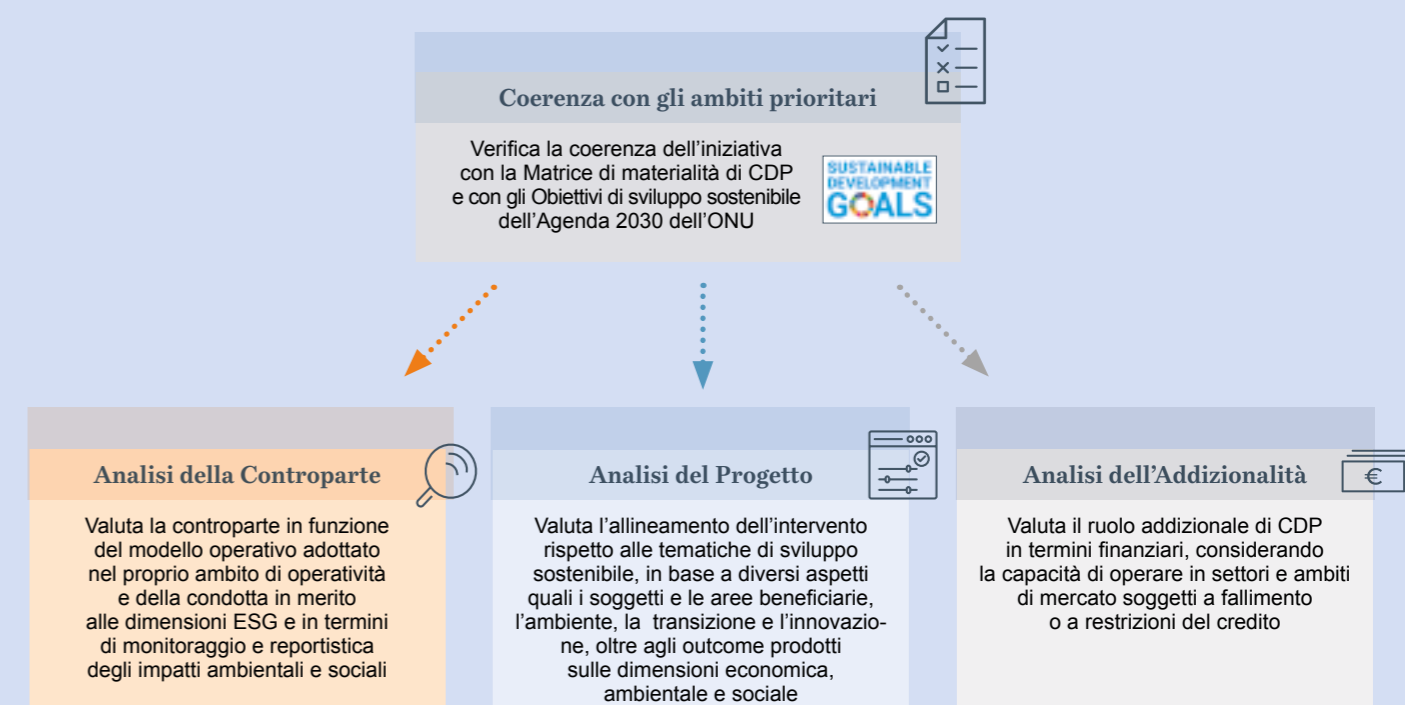 Coerenza con gli ambiti prioritari
Verifica la coerenza dell’iniziativa
con la Matrice di materialità di CDP
e con gli Obiettivi di sviluppo sostenibile
dell’Agenda 2030 dell’ONU
SUSTAINABLE
DEVELOPMENT
GOALS
Analisi della Controparte
Valuta la controparte in funzione
del modello operativo adottato
nel proprio ambito di operatività
e della condotta in merito
alle dimensioni ESG e in termini
di monitoraggio e reportistica
degli impatti ambientali e sociali
Analisi del Progetto
Valuta l’allineamento dell’intervento
rispetto alle tematiche di sviluppo
sostenibile, in base a diversi aspetti
quali i soggetti e le aree beneficiarie,
l’ambiente, la transizione e l’innovazio-
ne, oltre agli outcome prodotti
sulle dimensioni economica,
ambientale e sociale
Analisi dell’Addizionalità
€
Valuta il ruolo addizionale di CDP
in termini finanziari, considerando
la capacità di operare in settori e ambiti
di mercato soggetti a fallimento
o a restrizioni del credito